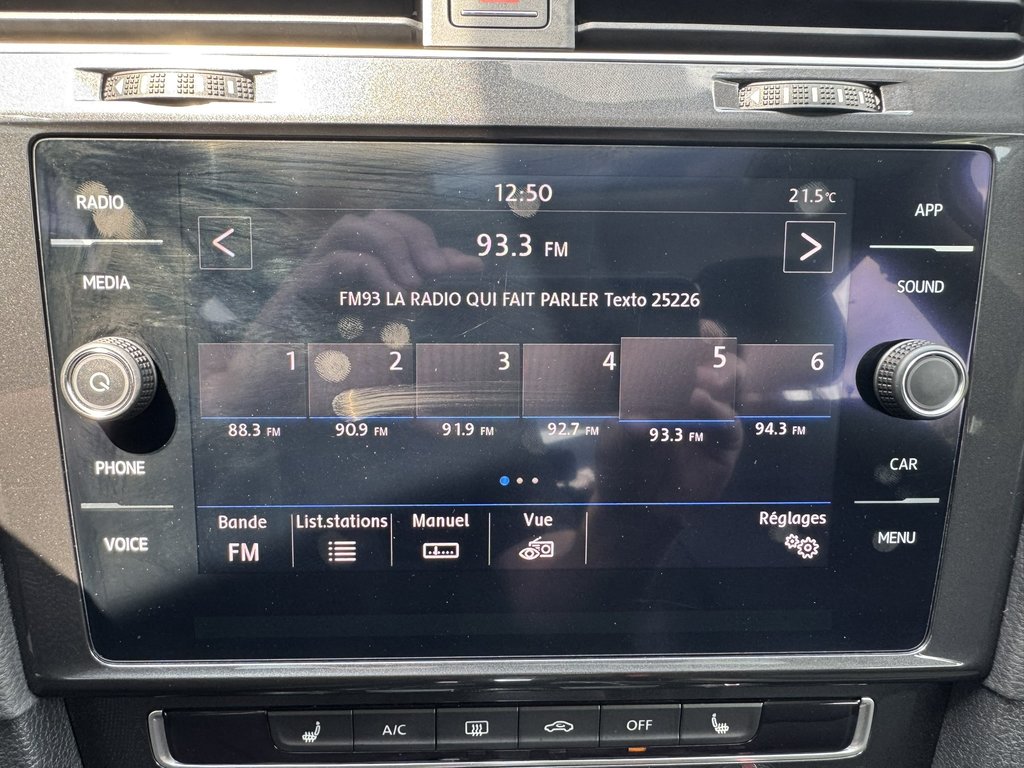 RADIO
MEDIA
PHONE
VOICE
12:50
21.5°C
93.3 FM
FM93 LA RADIO QUI FAIT PARLER Texto 25226
1 2 3 4 5 6
88.3 FM 90.9 FM 91.9 FM 92.7 FM 93.3 FM 94.3 FM
Bande List.stations Manuel Vue Réglages
FM
APP
SOUND
CAR
MENU
A/C OFF